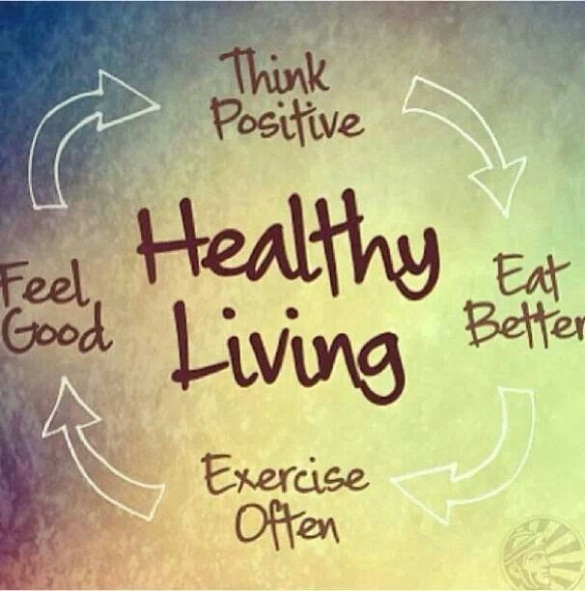 Think
Positive
Healthy
Living
Eat
Better
Exercise
Often
Feel
Good